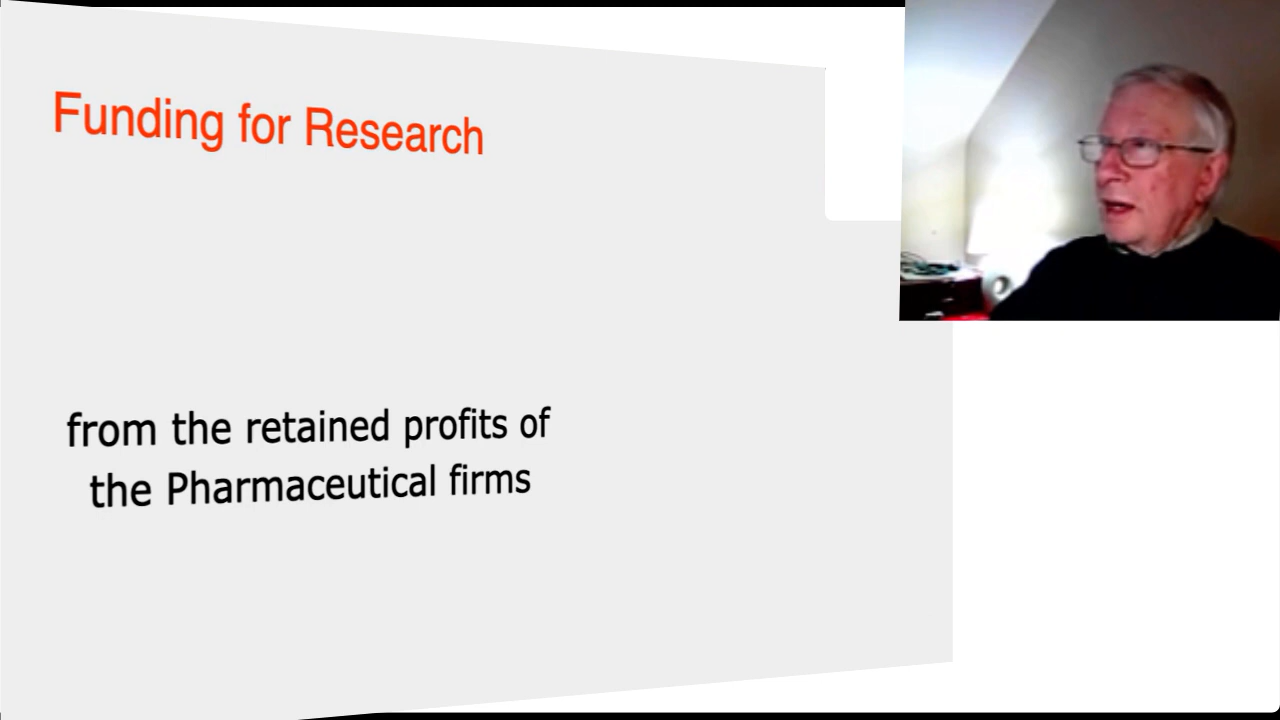 Funding for Research
from the retained profits of
the Pharmaceutical firms